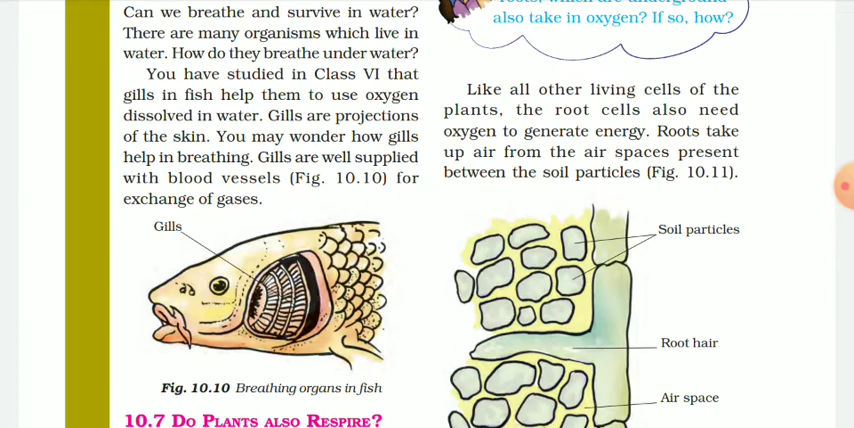 Can we breathe and survive in water?
There are many organisms which live in
water. How do they breathe under water?
You have studied in Class VI that
gills in fish help them to use oxygen
dissolved in water. Gills are projections
of the skin. You may wonder how gills
help in breathing. Gills are well supplied
with blood vessels (Fig. 10.10) for
exchange of gases.
Gills
Fig. 10.10 Breathing organs in fish
10.7 DO PLANTS ALSO RESPIRE?
roots, which are underground
also take in oxygen? If so, how?
Like all other living cells of the
plants, the root cells also need
oxygen to generate energy. Roots take
up air from the air spaces present
between the soil particles (Fig. 10.11).
Soil particles
Root hair
Air space